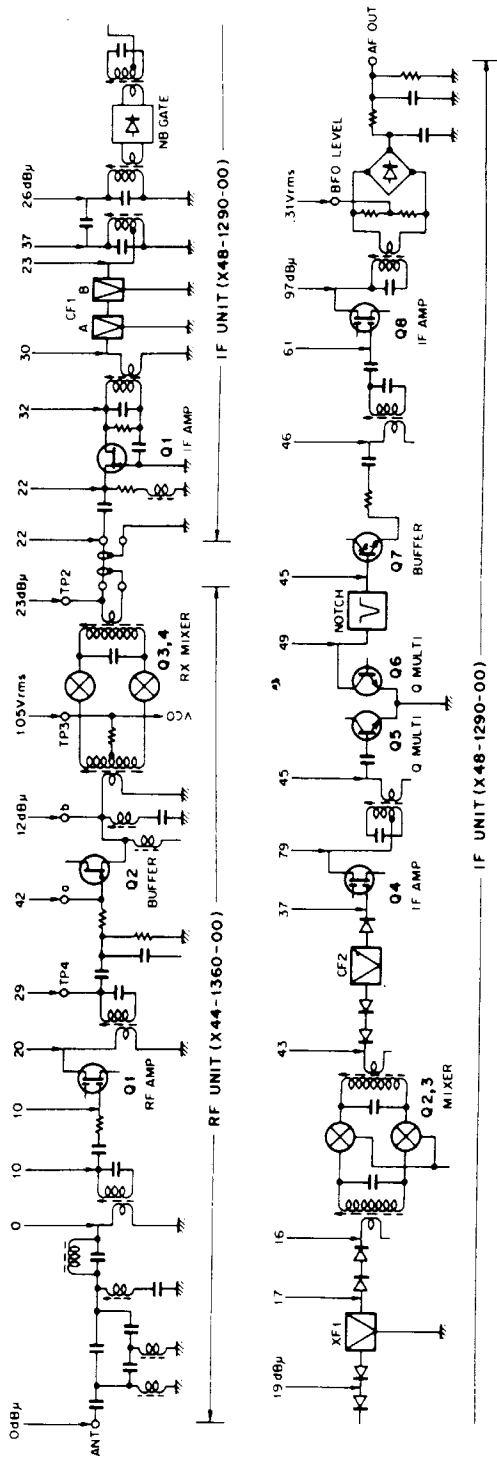 0dBμ
0
10
10
20
29
42
12dBμ
105Vrms
23dBμ
22
22
32
30
23
37
26dBμ
ANT
TP4
a
b
TP3
TP2
VCO
Q1
RF AMP
Q2
BUFFER
Q3,4
RX MIXER
Q1
IF AMP
CF1
A
B
NB GATE
RF UNIT (X44-1360-00)
IF UNIT (X48-1290-00)
19dBμ
17
16
43
37
79
45
49
45
46
61
97dBμ
.31Vrms
XF1
Q2,3
MIXER
CF2
Q4
IF AMP
Q5
Q MULTI
Q6
Q MULTI
NOTCH
Q7
BUFFER
Q8
IF AMP
BFO LEVEL
AF OUT
IF UNIT (X48-1290-00)